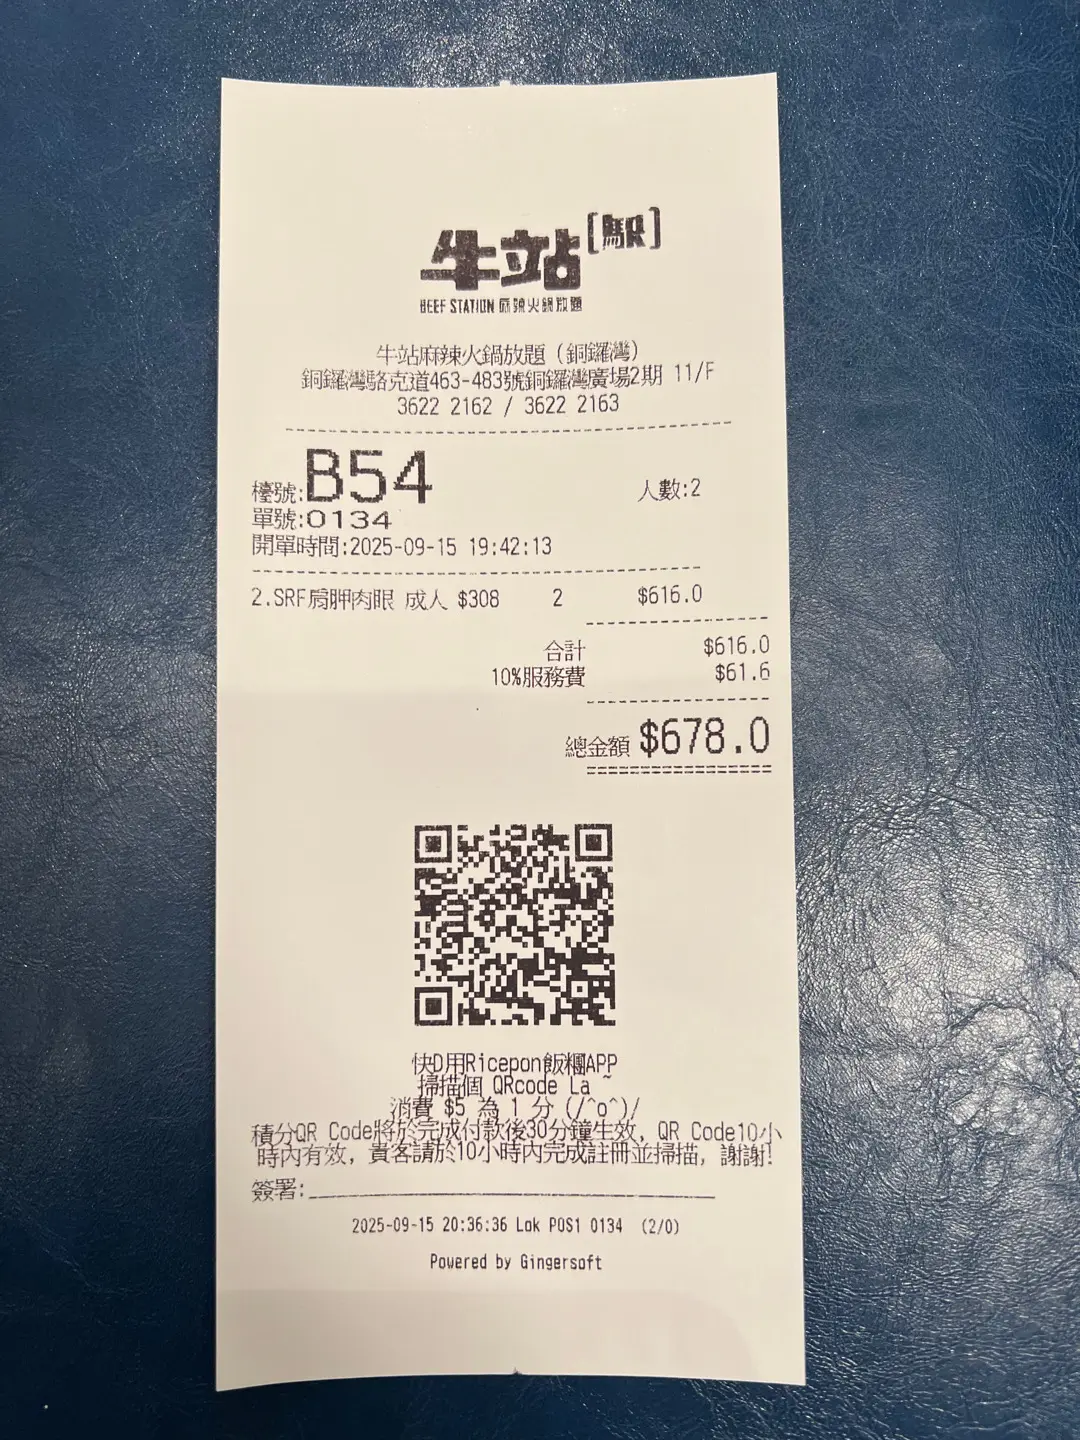 牛站[駅]
BEEF STATION 麻辣火鍋放題
牛站麻辣火鍋放題 (銅鑼灣)
銅鑼灣駱克道463-483號銅鑼灣廣場2期 11/F
3622 2162 / 3622 2163
檯號:B54 人數:2
單號:0134
開單時間:2025-09-15 19:42:13
2.SRF肩胛肉眼 成人 $308 2 $616.0
合計 $616.0
10%服務費 $61.6
總金額 $678.0
快D用Ricepon飯糰APP
掃描個 QRcode La ~
消費 $5 為 1 分 (/^o^)/
積分QR Code將於完成付款後30分鐘生效, QR Code10小
時內有效, 貴客請於10小時內完成註冊並掃描, 謝謝!
簽署:
2025-09-15 20:36:36 Lok POS1 0134 (2/0)
Powered by Gingersoft